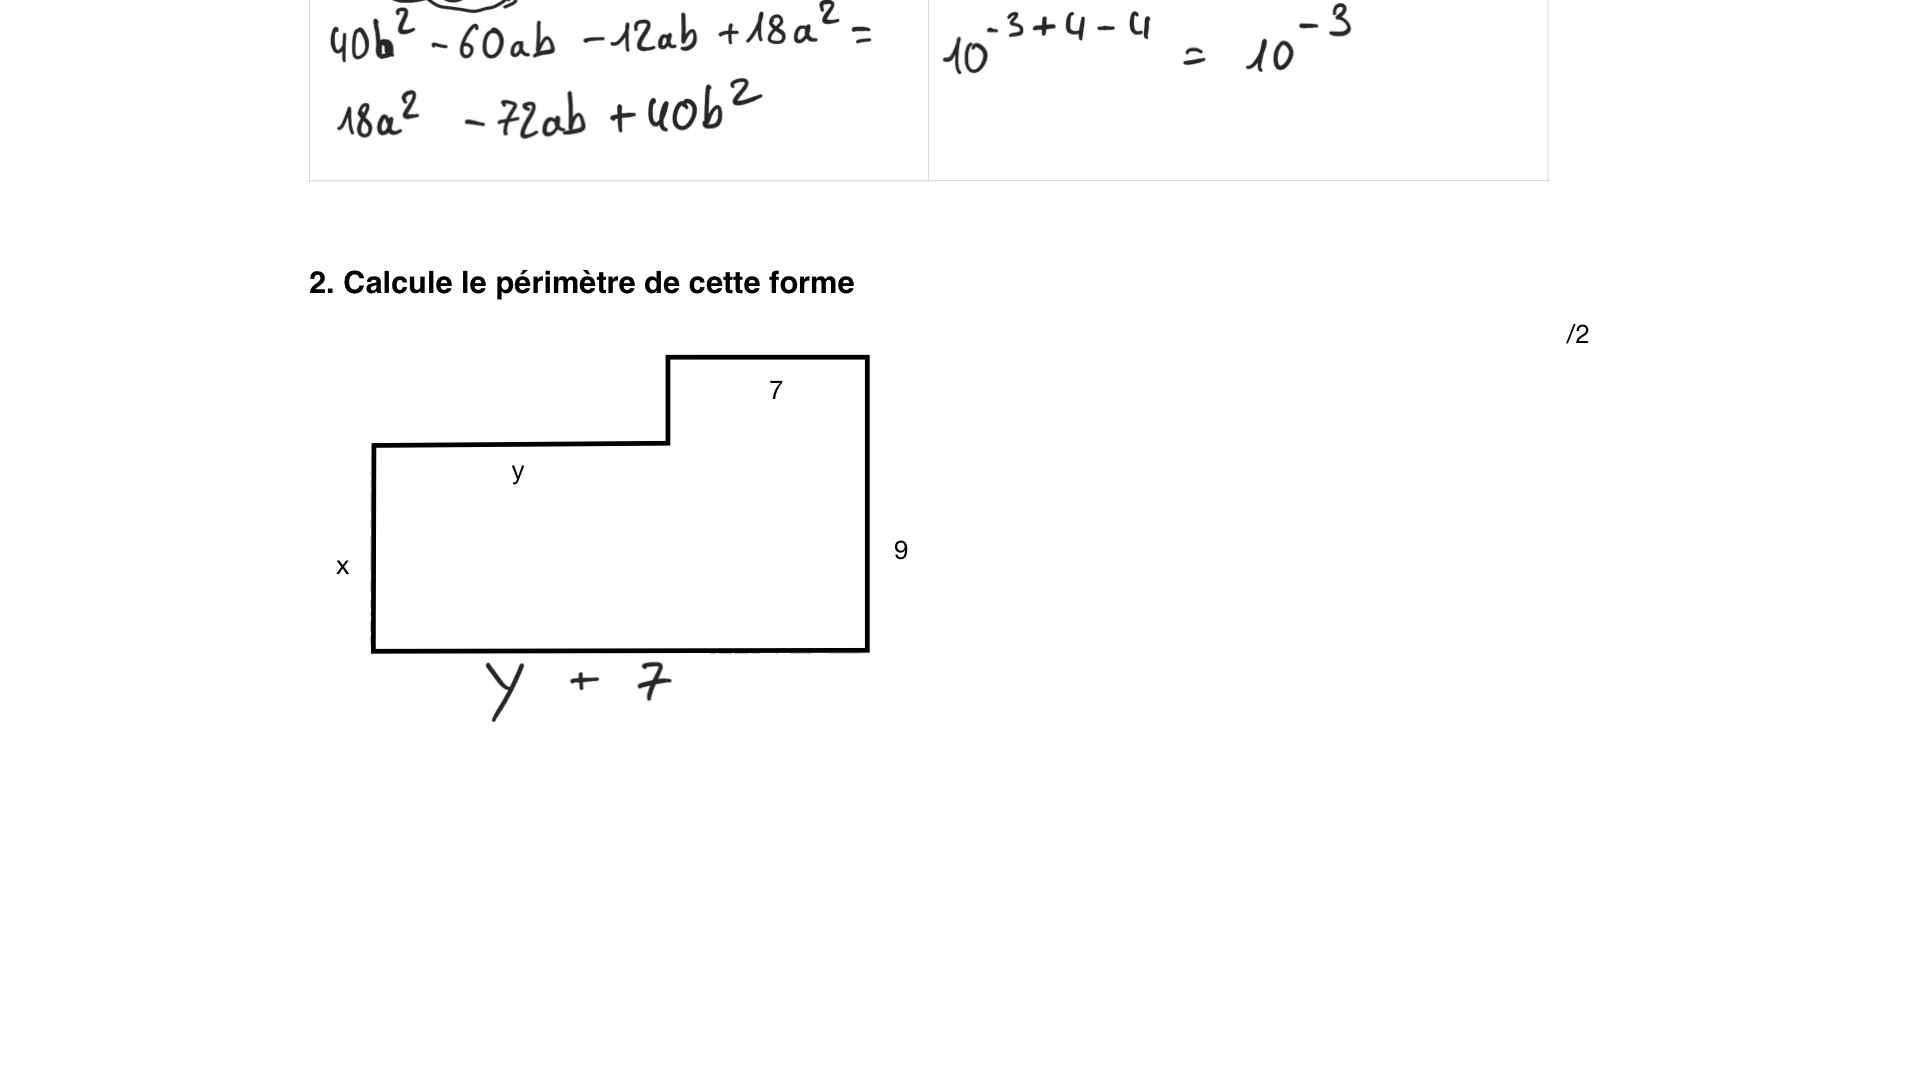 40b² - 60ab - 12ab + 18a² =
18a² - 72ab + 40b²
10⁻³⁺⁴⁻⁴ = 10⁻³
2. Calcule le périmètre de cette forme
/2
7
y
x
9
y + 7